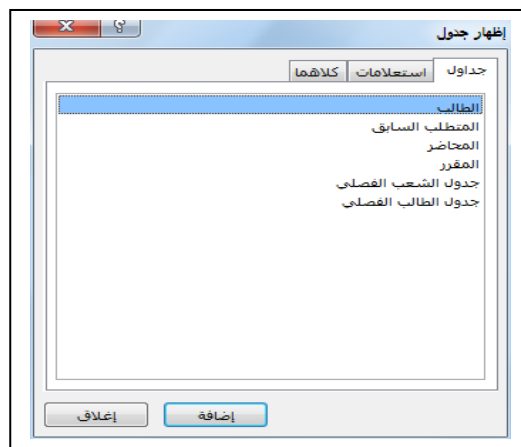 إظهار جدول
جداول استعلامات كلاهما
الطالب
المتطلب السابق
المحاضر
المقرر
جدول الشعب الفصلي
جدول الطالب الفصلي
إضافة إغلاق